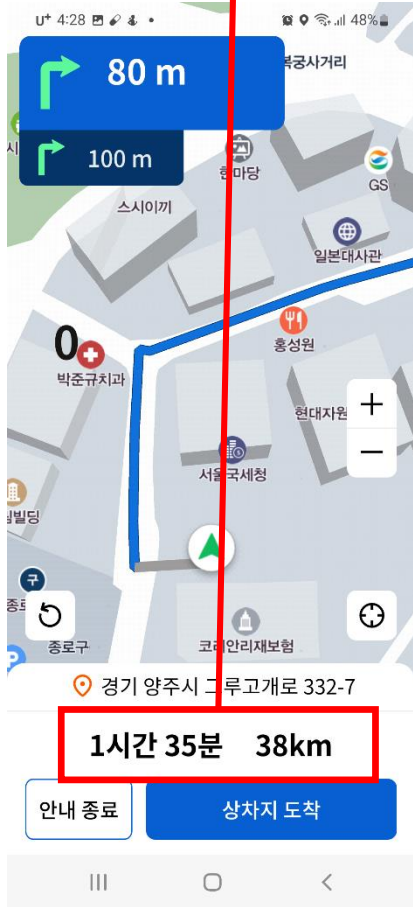 U+ 4:28
48%
80 m
복궁사거리
100 m
한마당
GS
스시이끼
일본대사관
0
홍성원
박준규치과
현대자원
+
서울국세청
−
림빌딩
구
종로구
코리안리재보험
경기 양주시 그루고개로 332-7
1시간 35분 38km
안내 종료
상차지 도착